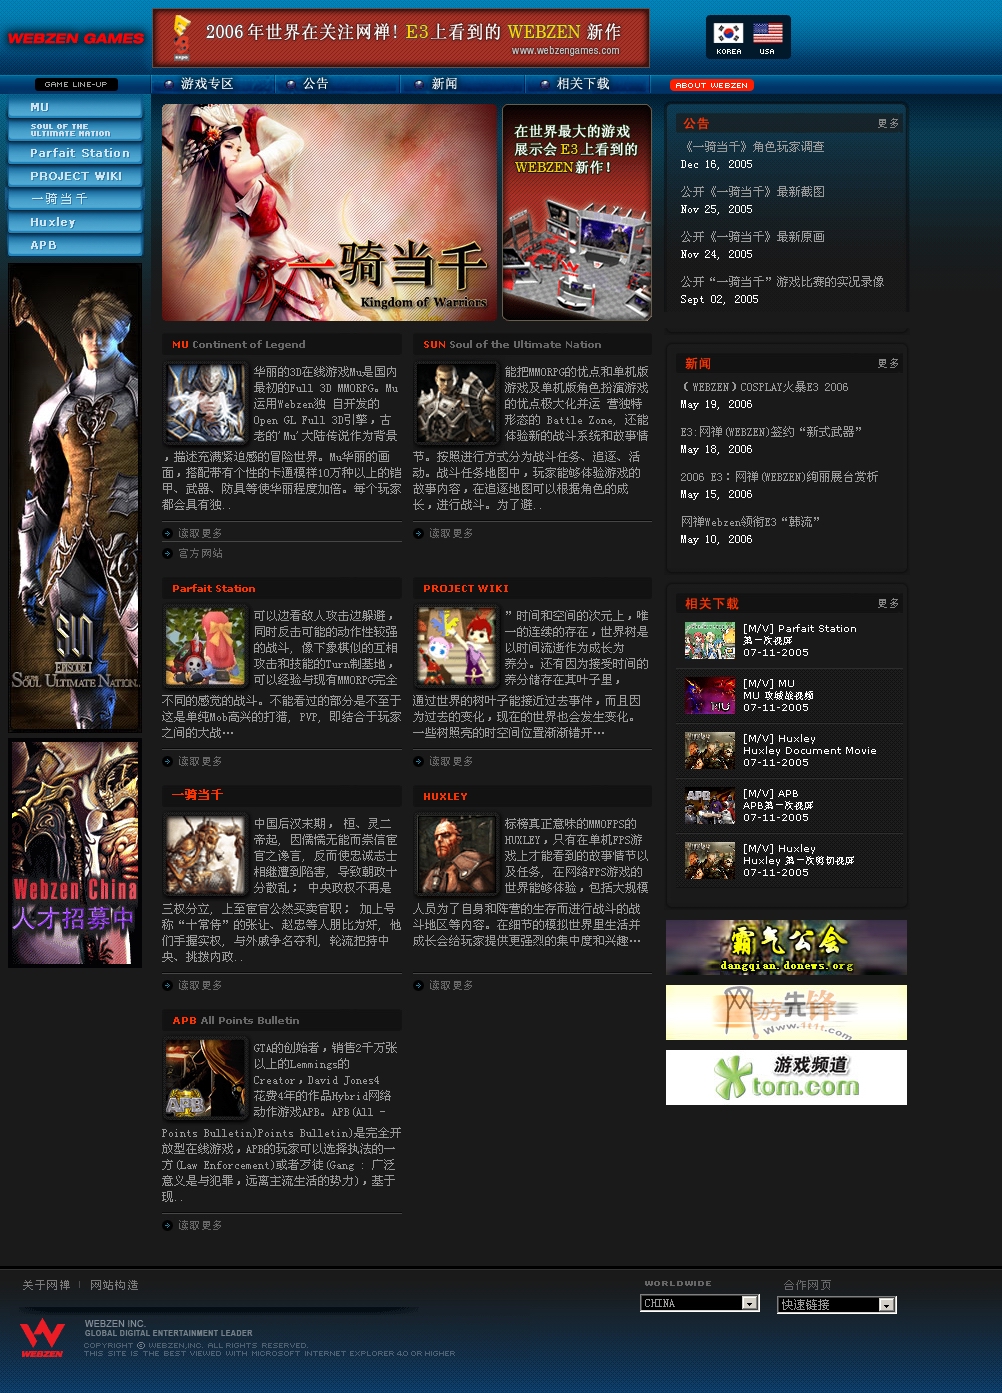 WEBZEN GAMES
2006 年世界在关注网禅! E3上看到的 WEBZEN 新作
www.webzengames.com
KOREA
USA
GAME LINE-UP
游戏专区
公告
新闻
相关下载
ABOUT WEBZEN
MU
SOUL OF THE
ULTIMATE NATION
Parfait Station
PROJECT WIKI
一骑当千
Huxley
APB
一骑当千
Kingdom of Warriors
在世界最大的游戏
展示会 E3 上看到的
WEBZEN新作!
公告
更多
《一骑当千》角色玩家调查
Dec 16, 2005
公开《一骑当千》最新截图
Nov 25, 2005
公开《一骑当千》最新原画
Nov 24, 2005
公开“一骑当千”游戏比赛的实况录像
Sept 02, 2005
新闻
更多
（WEBZEN）COSPLAY火暴E3 2006
May 19, 2006
E3:网禅(WEBZEN)签约“新式武器”
May 18, 2006
2006 E3：网禅(WEBZEN)绚丽展台赏析
May 15, 2006
网禅Webzen领衔E3“韩流”
May 10, 2006
相关下载
更多
[M/V] Parfait Station
第一次视屏
07-11-2005
[M/V] MU
MU 攻城战视频
07-11-2005
[M/V] Huxley
Huxley Document Movie
07-11-2005
[M/V] APB
APB第一次视屏
07-11-2005
[M/V] Huxley
Huxley 第一次剪切视屏
07-11-2005
MU Continent of Legend
华丽的3D在线游戏Mu是国内
最初的Full 3D MMORPG。Mu
运用Webzen独 自开发的
Open GL Full 3D引擎，古
老的'Mu'大陆传说作为背景
，描述充满紧迫感的冒险世界。Mu华丽的画
面，搭配带有个性的卡通模样10万种以上的铠
甲、武器、防具等使华丽程度加倍。每个玩家
都会具有独..
读取更多
官方网站
SUN Soul of the Ultimate Nation
能把MMORPG的优点和单机版
游戏及单机版角色扮演游戏
的优点极大化并运 营独特
形态的 Battle Zone, 还能
体验新的战斗系统和故事情
节。按照进行方式分为战斗任务、追逐、活
动。战斗任务地图中，玩家能够体验游戏的
故事内容，在追逐地图可以根据角色的成
长，进行战斗。为了避..
读取更多
Parfait Station
可以边看敌人攻击边躲避，
同时反击可能的动作性较强
的战斗, 像下象棋似的互相
攻击和技能的Turn制基地，
可以经验与现有MMORPG完全
不同的感觉的战斗。不能看过的部分是不至于
这是单纯Mob高兴的打猎, PVP, 即结合于玩家
之间的大战…
读取更多
PROJECT WIKI
”时间和空间的次元上，唯
一的连续的存在，世界树是
以时间流逝作为成长为
养分。还有因为接受时间的
养分储存在其叶子里，
通过世界的树叶子能接近过去事件，而且因
为过去的变化，现在的世界也会发生变化。
一些树照亮的时空间位置渐渐错开…
读取更多
一骑当千
中国后汉末期， 桓、灵二
帝起, 因儒懦无能而崇信宦
官之谗言, 反而使忠诚志士
相继遭到陷害, 导致朝政十
分散乱； 中央政权不再是
三权分立, 上至宦官公然买卖官职； 加上号
称“十常侍”的张让、赵忠等人朋比为奸, 他
们手握实权, 与外戚争名夺利, 轮流把持中
央、挑拨内政..
读取更多
HUXLEY
标榜真正意味的MMOFPS的
HUXLEY，只有在单机FPS游
戏上才能看到的故事情节以
及任务, 在网络FPS游戏的
世界能够体验，包括大规模
人员为了自身和阵营的生存而进行战斗的战
斗地区等内容。在细节的模拟世界里生活并
成长会给玩家提供更强烈的集中度和兴趣…
读取更多
APB All Points Bulletin
GTA的创始者，销售2千万张
以上的Lemmings的
Creator，David Jones4
花费4年的作品Hybrid网络
动作游戏APB。APB(All -
Points Bulletin)Points Bulletin)是完全开
放型在线游戏，APB的玩家可以选择执法的一
方(Law Enforcement)或者歹徒(Gang : 广泛
意义是与犯罪，远离主流生活的势力)，基于
现..
读取更多
SUN
EPISODE I
SOUL ULTIMATE NATION
Webzen China
人才招募中
霸气公会
dangqian.donews.org
网游先锋
Www.4t1t.com
游戏频道
tom.com
关于网禅
网站构造
WORLDWIDE
CHINA
合作网页
快速链接
WEBZEN
WEBZEN INC.
GLOBAL DIGITAL ENTERTAINMENT LEADER
COPYRIGHT © WEBZEN,INC. ALL RIGHTS RESERVED.
THIS SITE IS THE BEST VIEWED WITH MICROSOFT INTERNET EXPLORER 4.0 OR HIGHER